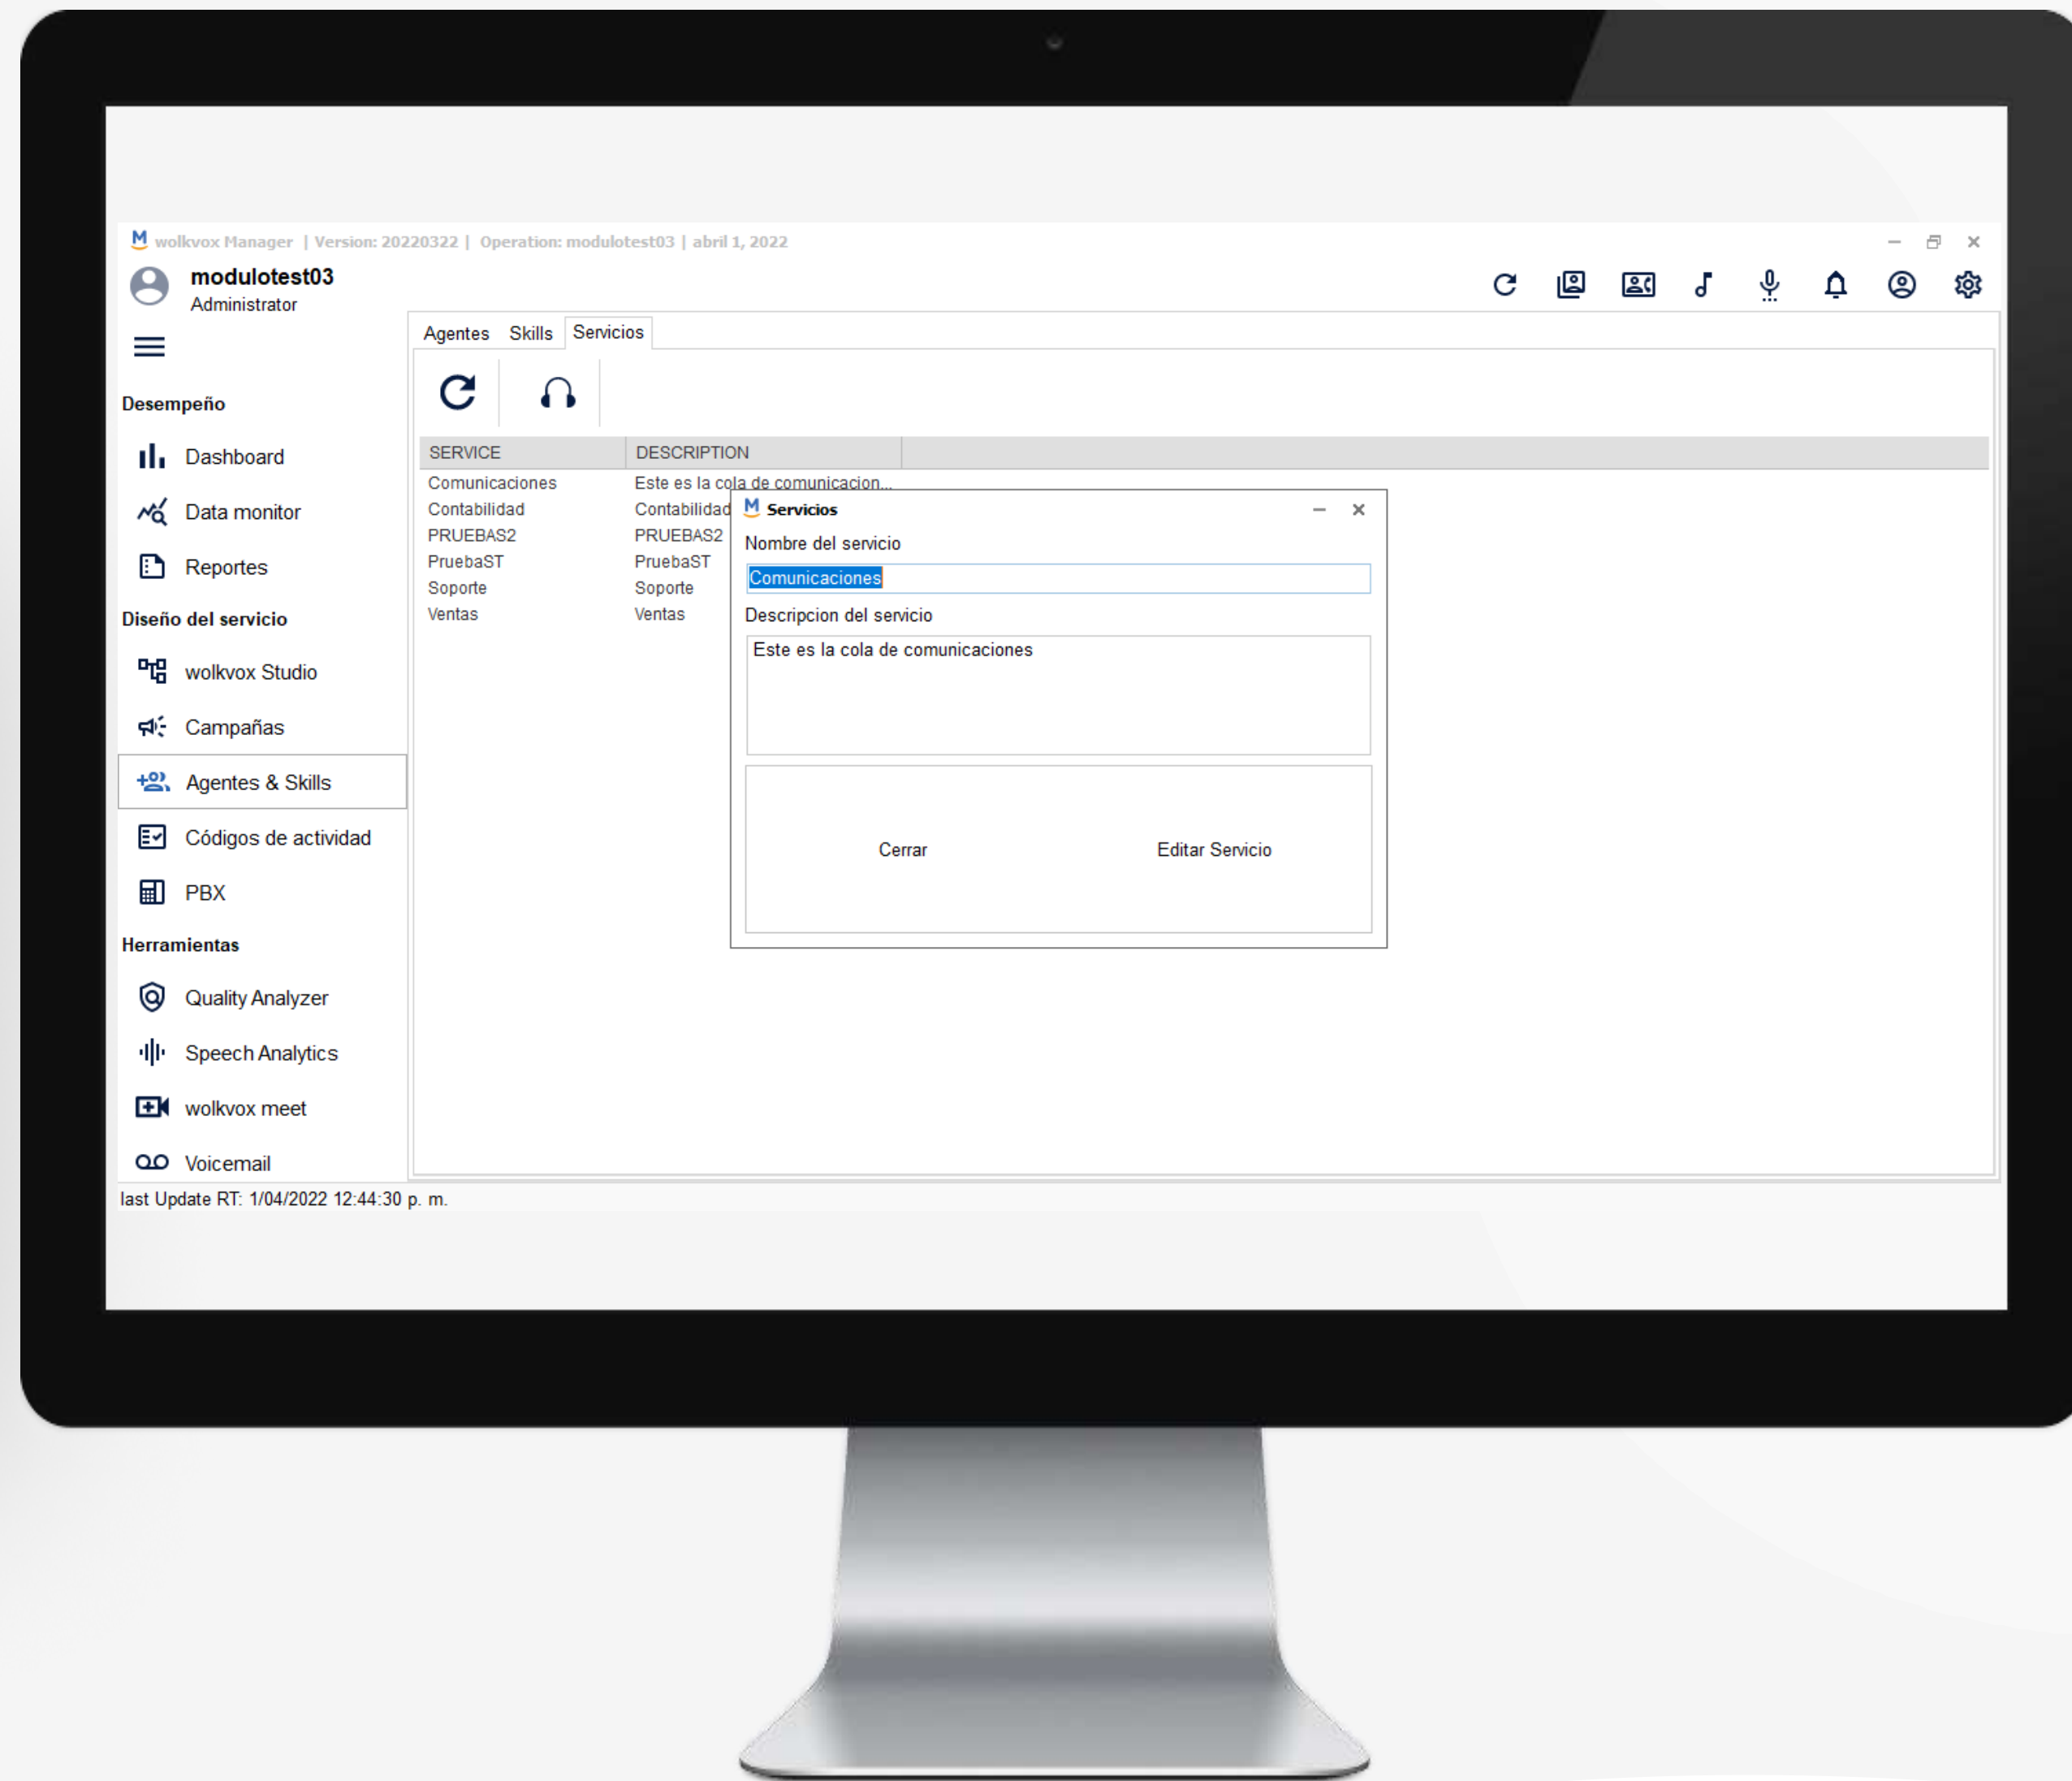 wolkvox Manager | Version: 20220322 | Operation: modulotest03 | abril 1, 2022
modulotest03
Administrator
Desempeño
Dashboard
Data monitor
Reportes
Diseño del servicio
wolkvox Studio
Campañas
Agentes & Skills
Códigos de actividad
PBX
Herramientas
Quality Analyzer
Speech Analytics
wolkvox meet
Voicemail
Agentes Skills Servicios
SERVICE DESCRIPTION
Comunicaciones Este es la cola de comunicacion...
Contabilidad Contabilidad
PRUEBAS2 PRUEBAS2
PruebaST PruebaST
Soporte Soporte
Ventas Ventas
Servicios
Nombre del servicio
Comunicaciones
Descripcion del servicio
Este es la cola de comunicaciones
Cerrar Editar Servicio
last Update RT: 1/04/2022 12:44:30 p. m.